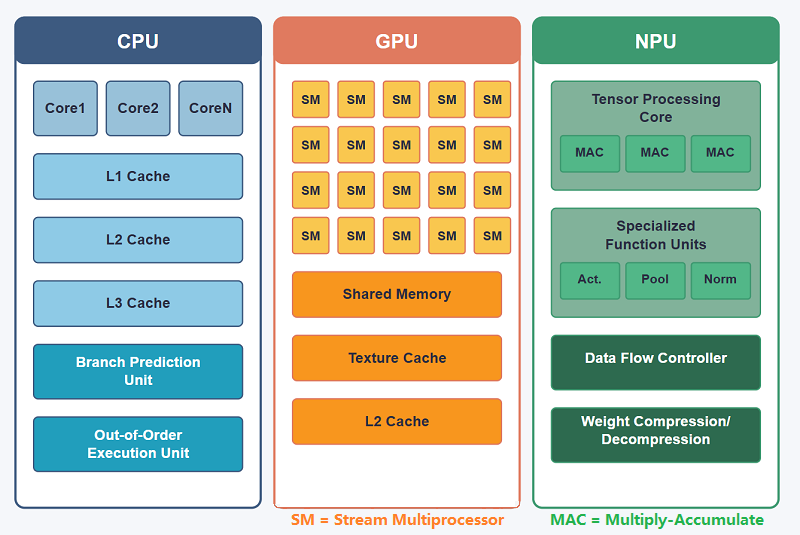 CPU
Core1 Core2 CoreN
L1 Cache
L2 Cache
L3 Cache
Branch Prediction
Unit
Out-of-Order
Execution Unit
GPU
SM SM SM SM SM
SM SM SM SM SM
SM SM SM SM SM
SM SM SM SM SM
Shared Memory
Texture Cache
L2 Cache
SM = Stream Multiprocessor
NPU
Tensor Processing
Core
MAC MAC MAC
Specialized
Function Units
Act. Pool Norm
Data Flow Controller
Weight Compression/
Decompression
MAC = Multiply-Accumulate